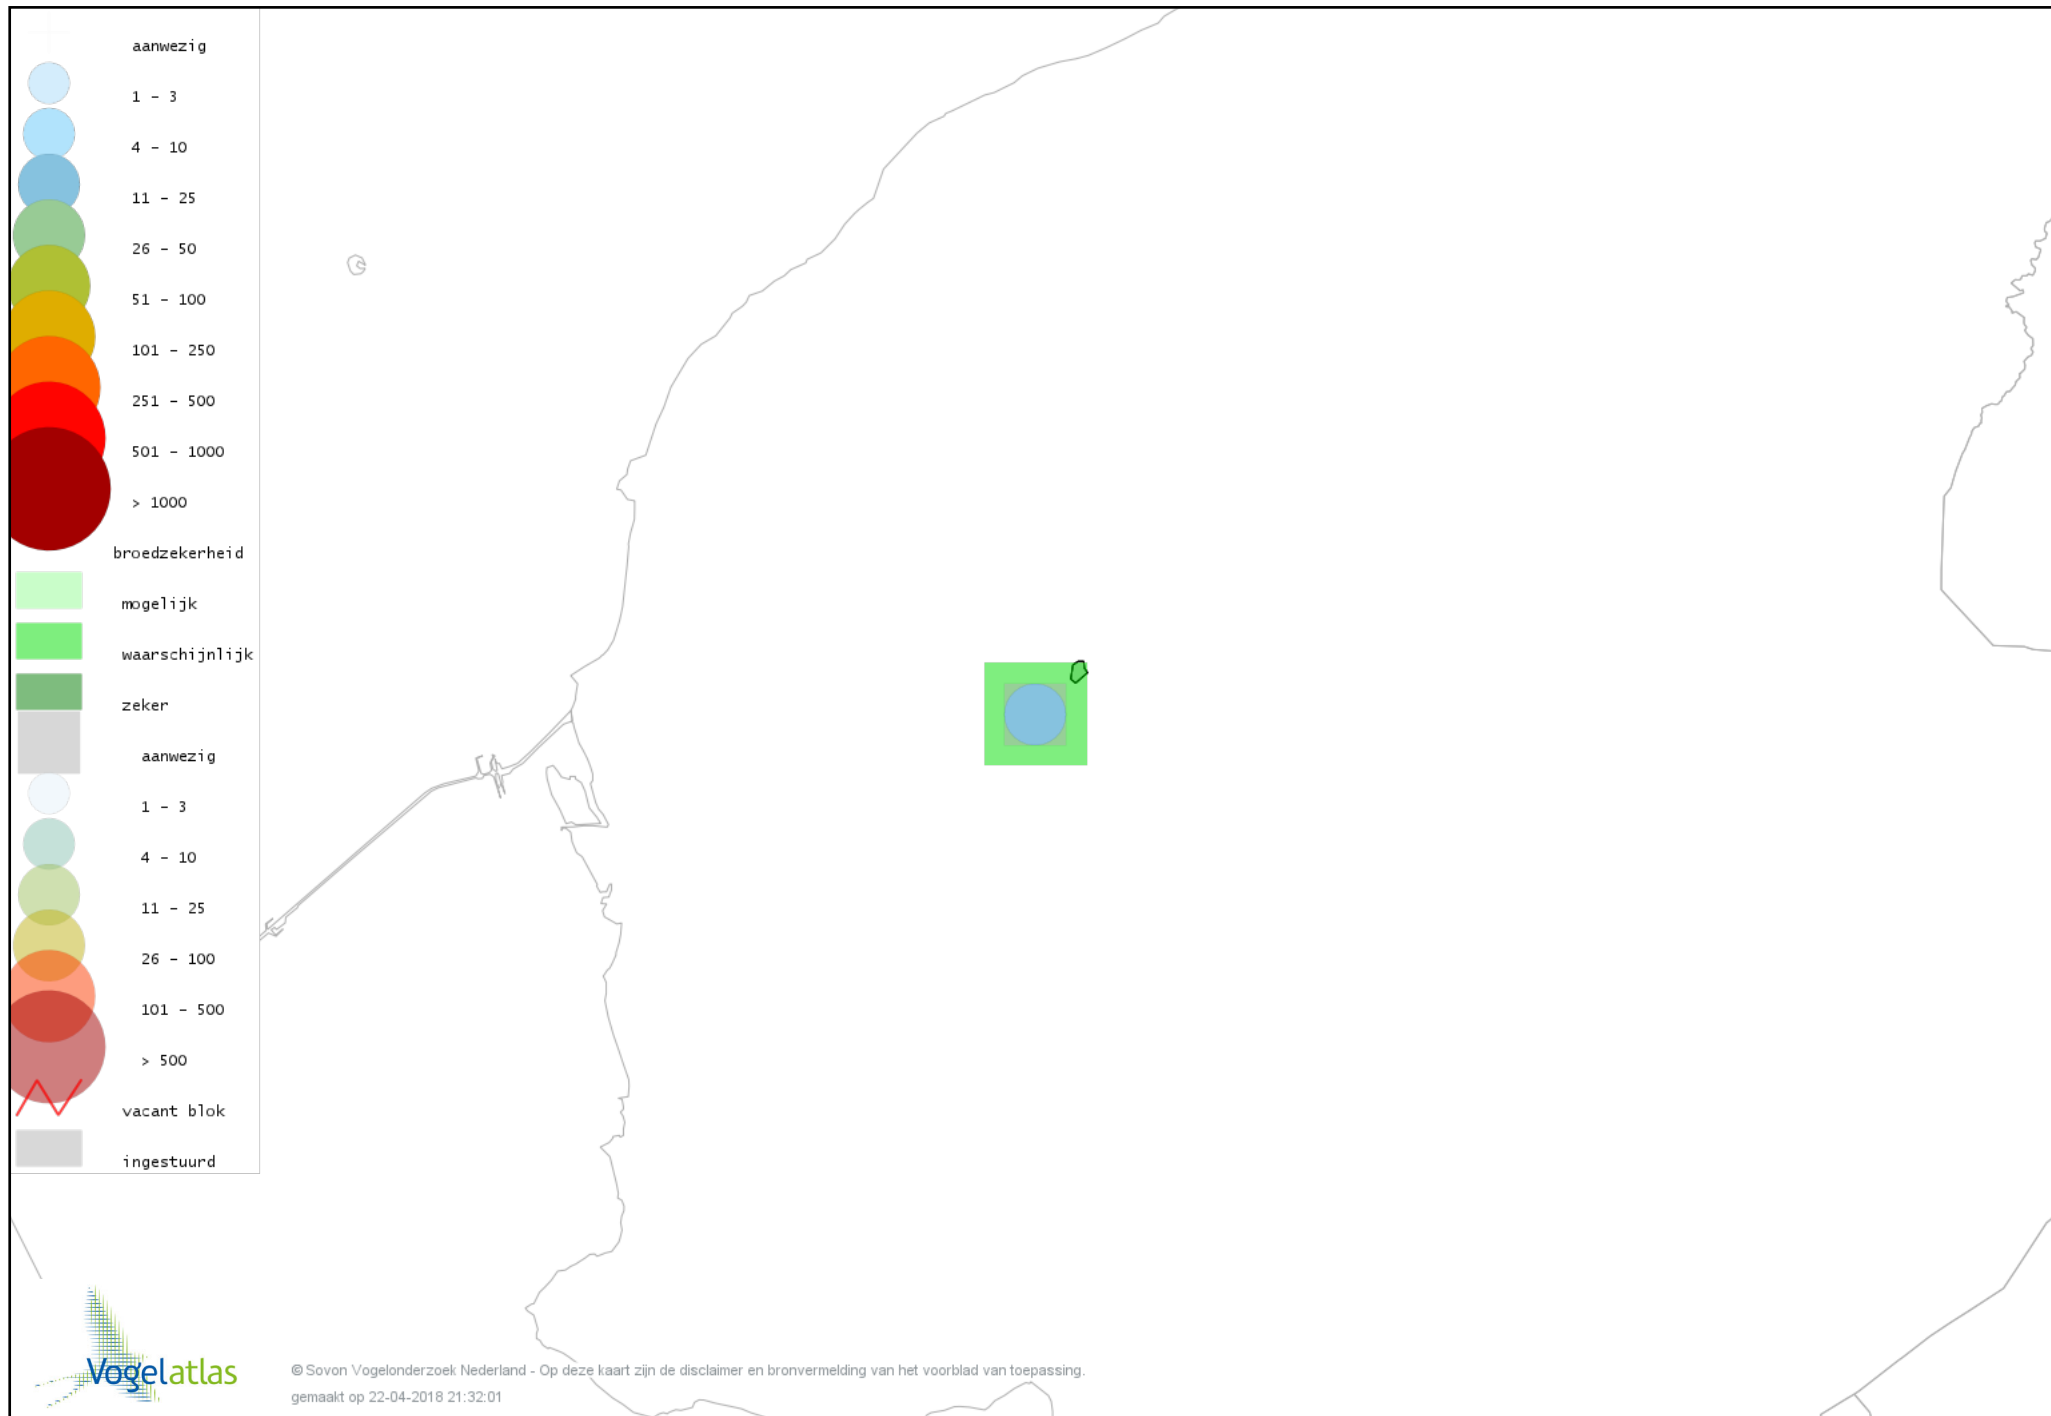 aanwezig
1 - 3
4 - 10
11 - 25
26 - 50
51 - 100
101 - 250
251 - 500
501 - 1000
> 1000
broedzekerheid
mogelijk
waarschijnlijk
zeker
aanwezig
1 - 3
4 - 10
11 - 25
26 - 100
101 - 500
> 500
vacant blok
ingestuurd
Vogelatlas
© Sovon Vogelonderzoek Nederland - Op deze kaart zijn de disclaimer en bronvermelding van het voorblad van toepassing.
gemaakt op 22-04-2018 21:32:01